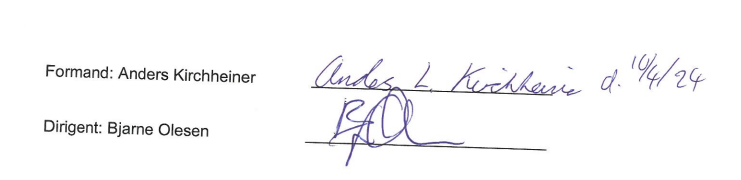 Formand: Anders Kirchheiner Anders L. Kirchheiner d. 10/4/24
Dirigent: Bjarne Olesen